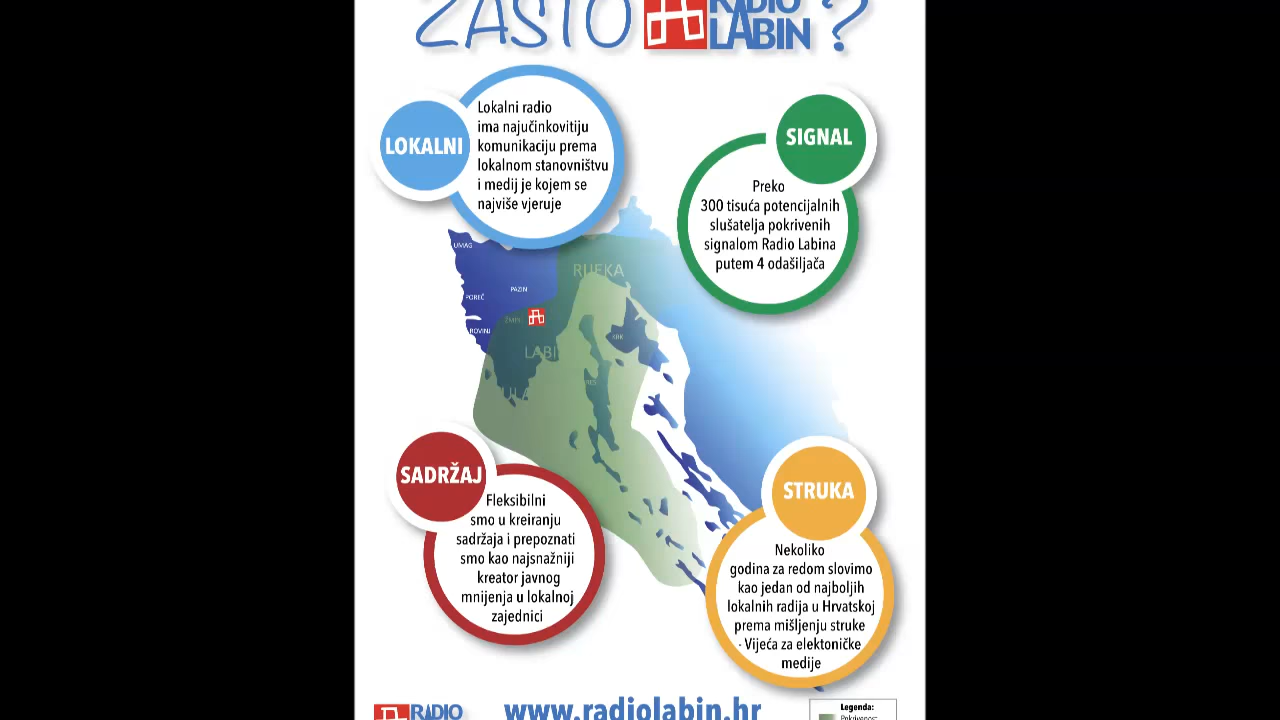 ZAŠTO RADIO LABIN ?
LOKALNI
Lokalni radio
ima najučinkovitiju
komunikaciju prema
lokalnom stanovništvu
i medij je kojem se
najviše vjeruje
SIGNAL
Preko
300 tisuća potencijalnih
slušatelja pokrivenih
signalom Radio Labina
putem 4 odašiljača
UMAG
RIJEKA
PAZIN
POREČ
ROVINJ
KRK
LABI
SADRŽAJ
Fleksibilni
smo u kreiranju
sadržaja i prepoznati
smo kao najsnažniji
kreator javnog
mnijenja u lokalnoj
zajednici
STRUKA
Nekoliko
godina za redom slovimo
kao jedan od najboljih
lokalnih radija u Hrvatskoj
prema mišljenju struke
- Vijeća za elektoničke
medije
RADIO
www.radiolabin.hr
Legenda: